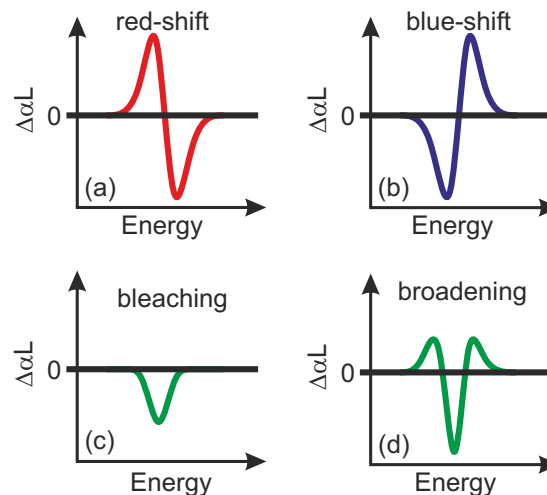 red-shift
ΔαL
0
(a)
Energy
blue-shift
ΔαL
0
(b)
Energy
bleaching
ΔαL
0
(c)
Energy
broadening
ΔαL
0
(d)
Energy